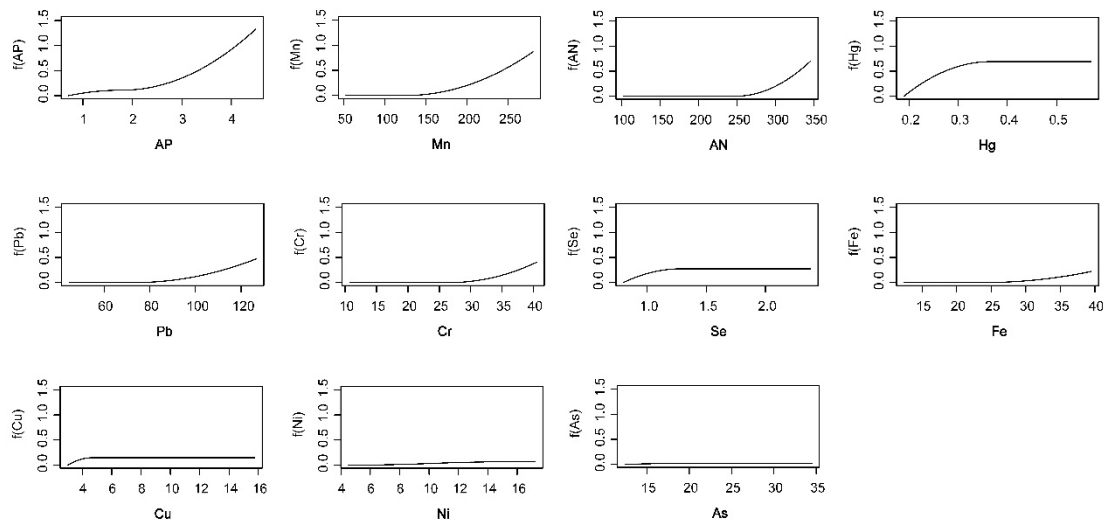 f(AP)
0.0 0.5 1.0 1.5
1 2 3 4
AP
f(Mn)
0.0 0.5 1.0 1.5
50 100 150 200 250
Mn
f(AN)
0.0 0.5 1.0 1.5
100 150 200 250 300 350
AN
f(Hg)
0.0 0.5 1.0 1.5
0.2 0.3 0.4 0.5
Hg
f(Pb)
0.0 0.5 1.0 1.5
60 80 100 120
Pb
f(Cr)
0.0 0.5 1.0 1.5
10 15 20 25 30 35 40
Cr
f(Se)
0.0 0.5 1.0 1.5
1.0 1.5 2.0
Se
f(Fe)
0.0 0.5 1.0 1.5
15 20 25 30 35 40
Fe
f(Cu)
0.0 0.5 1.0 1.5
4 6 8 10 12 14 16
Cu
f(Ni)
0.0 0.5 1.0 1.5
4 6 8 10 12 14 16
Ni
f(As)
0.0 0.5 1.0 1.5
15 20 25 30 35
As